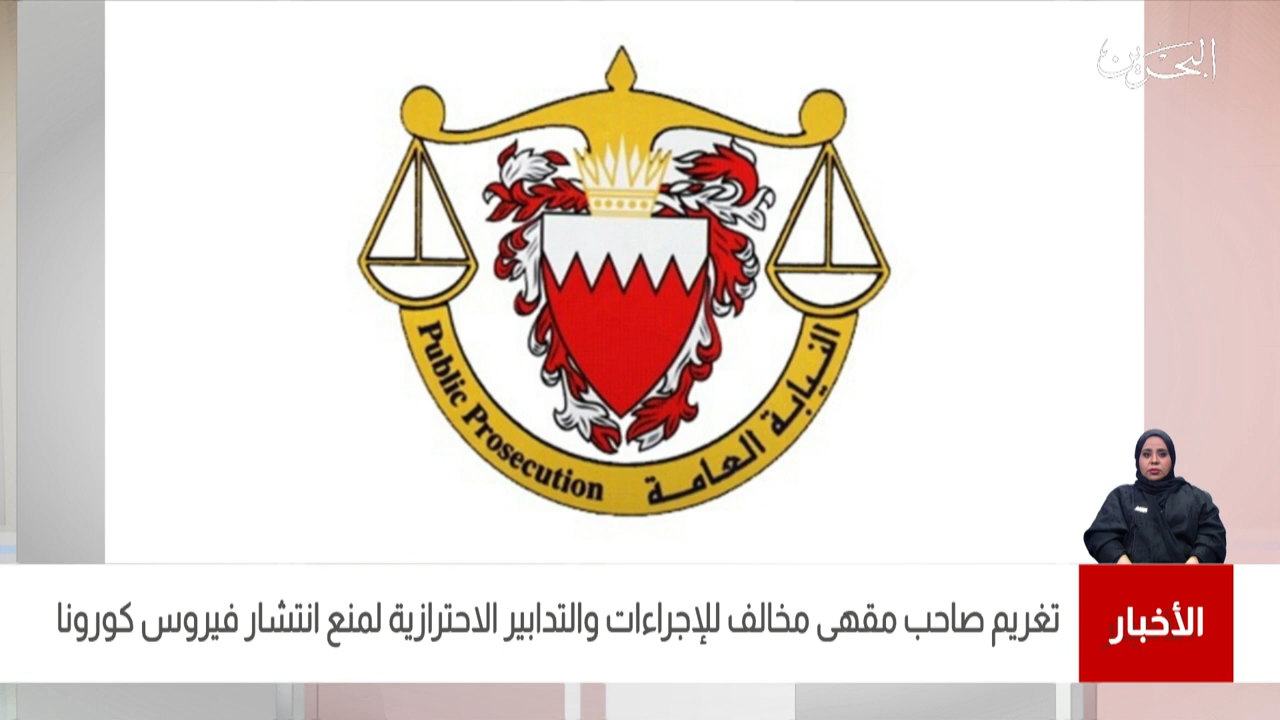 البحرين
Public Prosecution
النيابة العامة
الأخبار
تغريم صاحب مقهى مخالف للإجراءات والتدابير الاحترازية لمنع انتشار فيروس كورونا